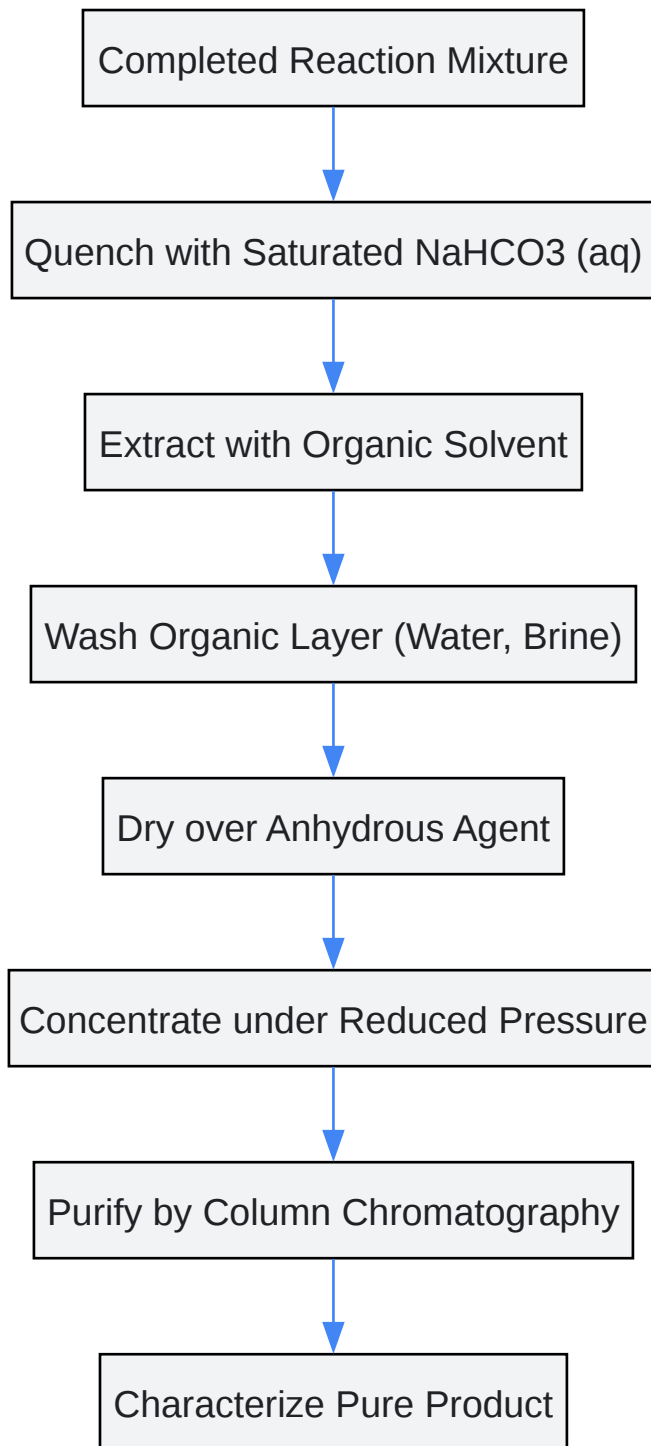 Completed Reaction Mixture
Quench with Saturated NaHCO3 (aq)
Extract with Organic Solvent
Wash Organic Layer (Water, Brine)
Dry over Anhydrous Agent
Concentrate under Reduced Pressure
Purify by Column Chromatography
Characterize Pure Product